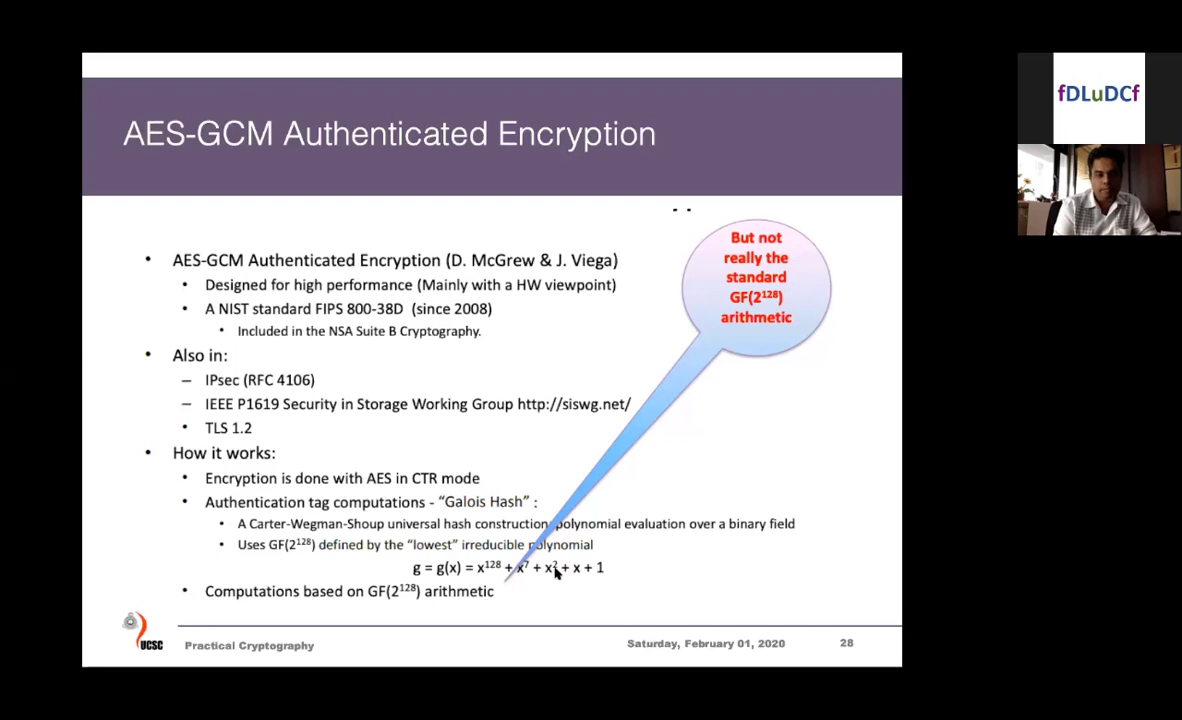 AES-GCM Authenticated Encryption
• AES-GCM Authenticated Encryption (D. McGrew & J. Viega)
• Designed for high performance (Mainly with a HW viewpoint)
• A NIST standard FIPS 800-38D (since 2008)
• Included in the NSA Suite B Cryptography.
• Also in:
– IPsec (RFC 4106)
– IEEE P1619 Security in Storage Working Group http://siswg.net/
• TLS 1.2
• How it works:
• Encryption is done with AES in CTR mode
• Authentication tag computations - “Galois Hash” :
• A Carter-Wegman-Shoup universal hash construction polynomial evaluation over a binary field
• Uses GF(2¹²⁸) defined by the “lowest” irreducible polynomial
g = g(x) = x¹²⁸ + x⁷ + x² + x + 1
• Computations based on GF(2¹²⁸) arithmetic
But not
really the
standard
GF(2¹²⁸)
arithmetic
UCSC
Practical Cryptography
Saturday, February 01, 2020
28
fDLuDCf